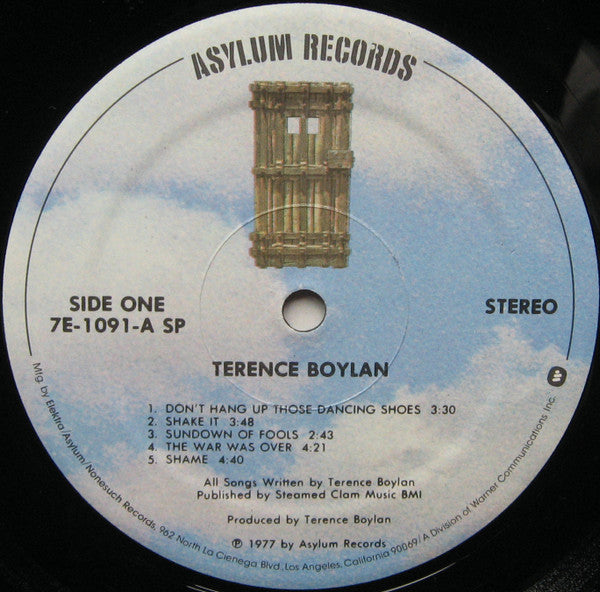 ASYLUM RECORDS
SIDE ONE
7E-1091-A SP
STEREO
TERENCE BOYLAN
1. DON'T HANG UP THOSE DANCING SHOES 3:30
2. SHAKE IT 3:48
3. SUNDOWN OF FOOLS 2:43
4. THE WAR WAS OVER 4:21
5. SHAME 4:40
All Songs Written by Terence Boylan
Published by Steamed Clam Music BMI
Produced by Terence Boylan
℗ 1977 by Asylum Records
Mfg. by Elektra/Asylum/Nonesuch Records, 962 North La Cienega Blvd., Los Angeles, California 90069/A Division of Warner Communications Inc.